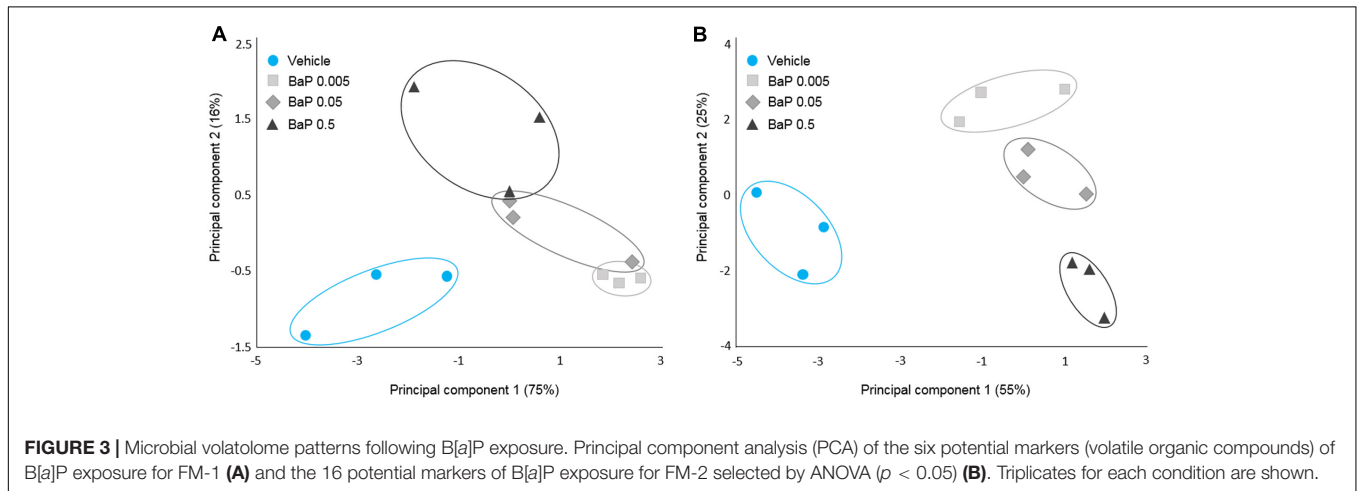 A
2.5
1.5
0.5
-0.5
-1.5
Principal component 2 (16%)
Vehicle
BaP 0.005
BaP 0.05
BaP 0.5
-5
-3
-1
1
3
Principal component 1 (75%)
B
4
2
0
-2
-4
Principal component 2 (25%)
Vehicle
BaP 0.005
BaP 0.05
BaP 0.5
-5
-3
-1
1
3
Principal component 1 (55%)
FIGURE 3 | Microbial volatolome patterns following B[a]P exposure. Principal component analysis (PCA) of the six potential markers (volatile organic compounds) of
B[a]P exposure for FM-1 (A) and the 16 potential markers of B[a]P exposure for FM-2 selected by ANOVA (p < 0.05) (B). Triplicates for each condition are shown.